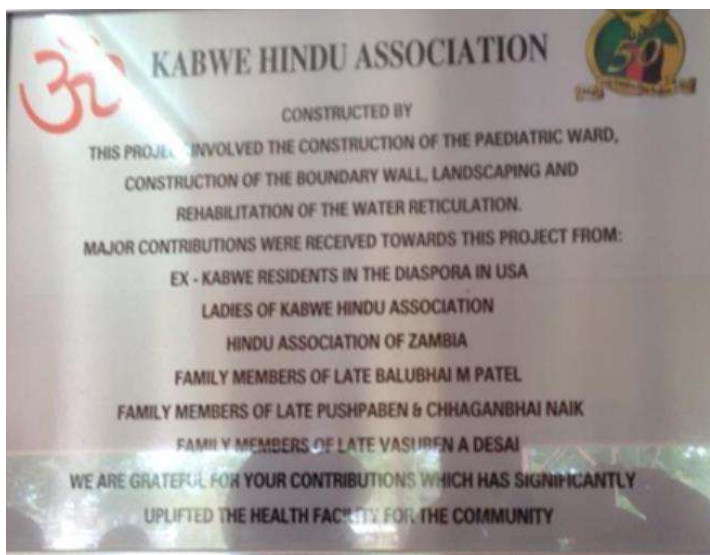 ॐ
KABWE HINDU ASSOCIATION
50
CONSTRUCTED BY
THIS PROJECT INVOLVED THE CONSTRUCTION OF THE PAEDIATRIC WARD,
CONSTRUCTION OF THE BOUNDARY WALL, LANDSCAPING AND
REHABILITATION OF THE WATER RETICULATION.
MAJOR CONTRIBUTIONS WERE RECEIVED TOWARDS THIS PROJECT FROM:
EX - KABWE RESIDENTS IN THE DIASPORA IN USA
LADIES OF KABWE HINDU ASSOCIATION
HINDU ASSOCIATION OF ZAMBIA
FAMILY MEMBERS OF LATE BALUBHAI M PATEL
FAMILY MEMBERS OF LATE PUSHPABEN & CHHAGANBHAI NAIK
FAMILY MEMBERS OF LATE VASUBEN A DESAI
WE ARE GRATEFUL FOR YOUR CONTRIBUTIONS WHICH HAS SIGNIFICANTLY
UPLIFTED THE HEALTH FACILITY FOR THE COMMUNITY